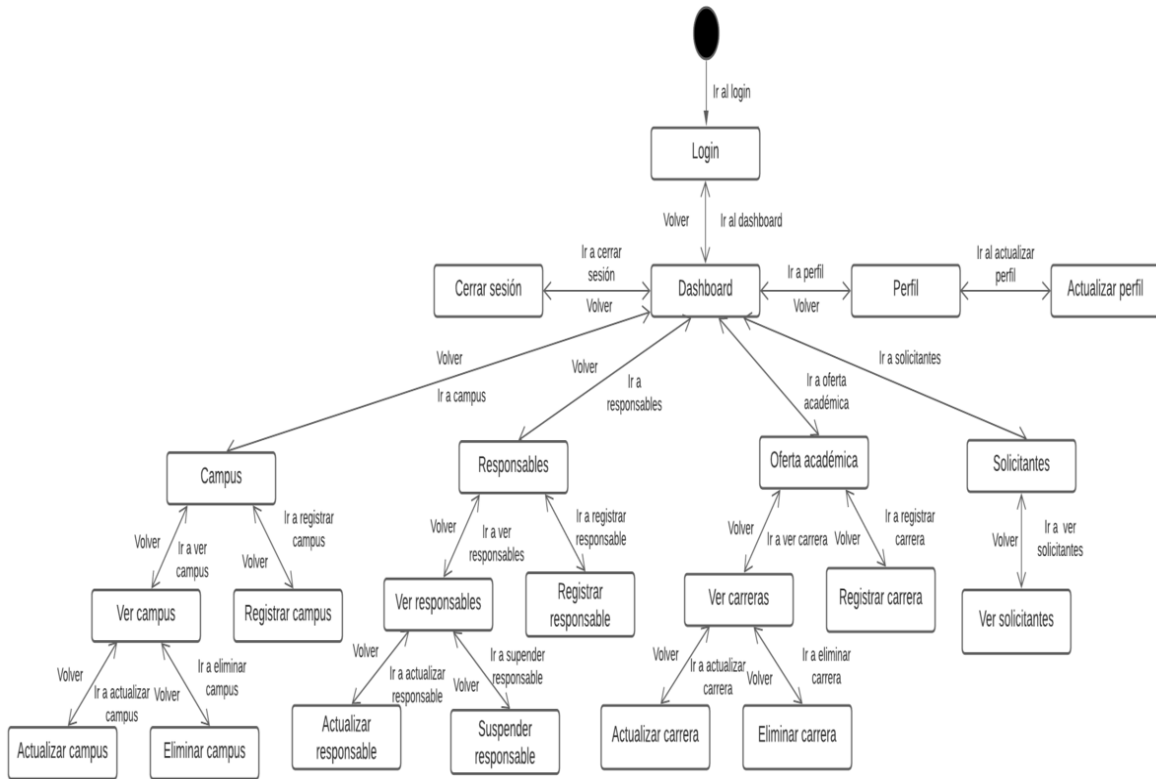 Ir al login
Login
Volver
Ir al dashboard
Ir a cerrar
sesión
Ir a perfil
Ir al actualizar
perfil
Cerrar sesión
Dashboard
Perfil
Actualizar perfil
Volver
Volver
Volver
Ir a campus
Volver
Ir a
responsables
Ir a oferta
académica
Ir a solicitantes
Campus
Responsables
Oferta académica
Solicitantes
Volver
Ir a ver
campus
Ir a registrar
campus
Volver
Volver
Ir a ver
responsables
Ir a registrar
responsable
Volver
Volver
Ir a ver carrera
Ir a registrar
carrera
Volver
Volver
Ir a ver
solicitantes
Ver campus
Registrar campus
Ver responsables
Registrar
responsable
Ver carreras
Registrar carrera
Ver solicitantes
Volver
Ir a actualizar
campus
Ir a eliminar
campus
Volver
Volver
Ir a actualizar
responsable
Ir a supender
responsable
Volver
Volver
Ir a actualizar
carrera
Ir a eliminar
carrera
Volver
Actualizar campus
Eliminar campus
Actualizar
responsable
Suspender
responsable
Actualizar carrera
Eliminar carrera